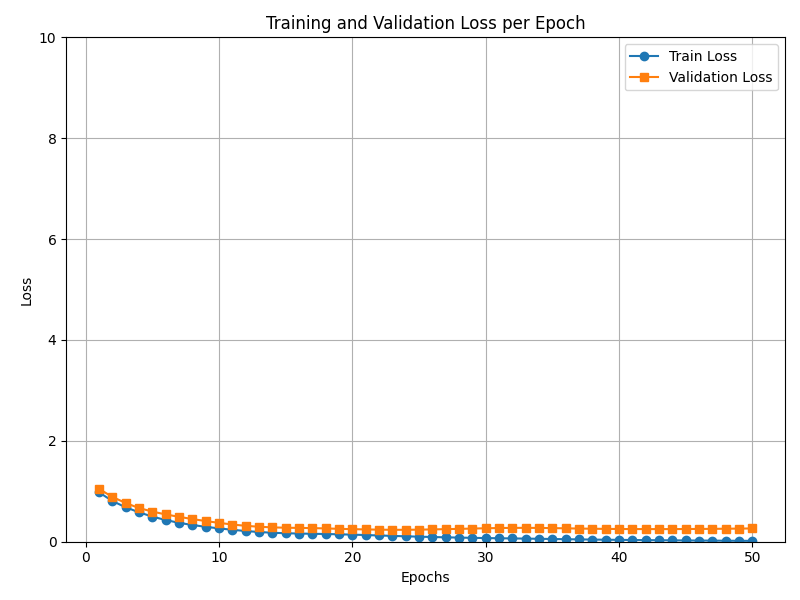 Training and Validation Loss per Epoch
Train Loss
Validation Loss
Loss
10
8
6
4
2
0
0 10 20 30 40 50
Epochs